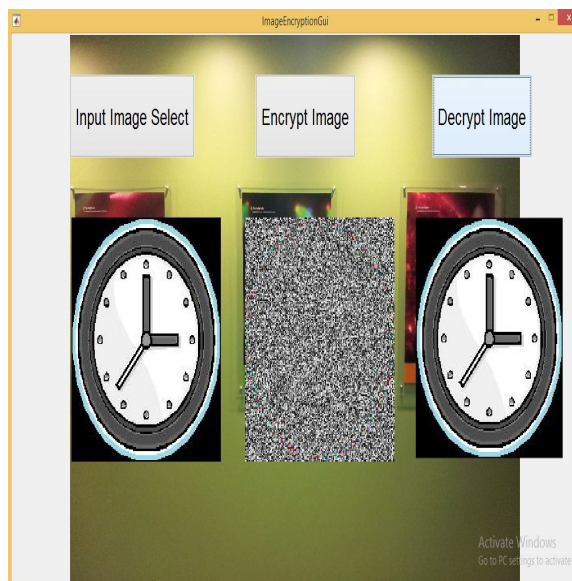 ImageEncryptionGui
Input Image Select
Encrypt Image
Decrypt Image
Activate Windows
Go to PC settings to activate